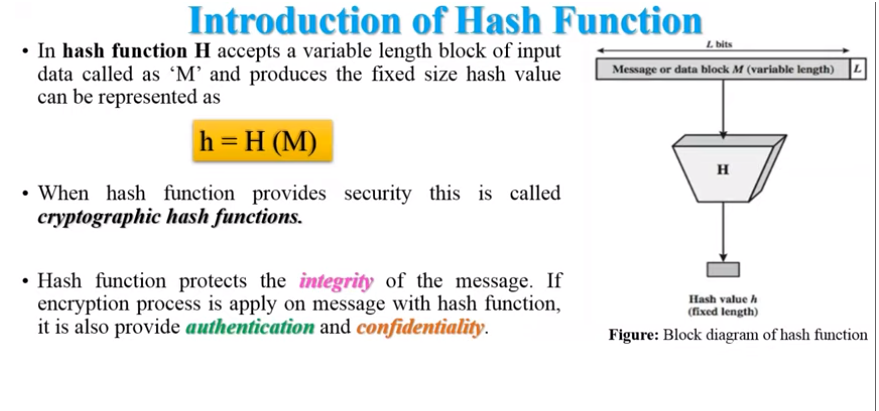 Introduction of Hash Function
• In hash function H accepts a variable length block of input
data called as ‘M’ and produces the fixed size hash value
can be represented as
h = H (M)
• When hash function provides security this is called
cryptographic hash functions.
• Hash function protects the integrity of the message. If
encryption process is apply on message with hash function,
it is also provide authentication and confidentiality.
L bits
Message or data block M (variable length) L
H
Hash value h
(fixed length)
Figure: Block diagram of hash function